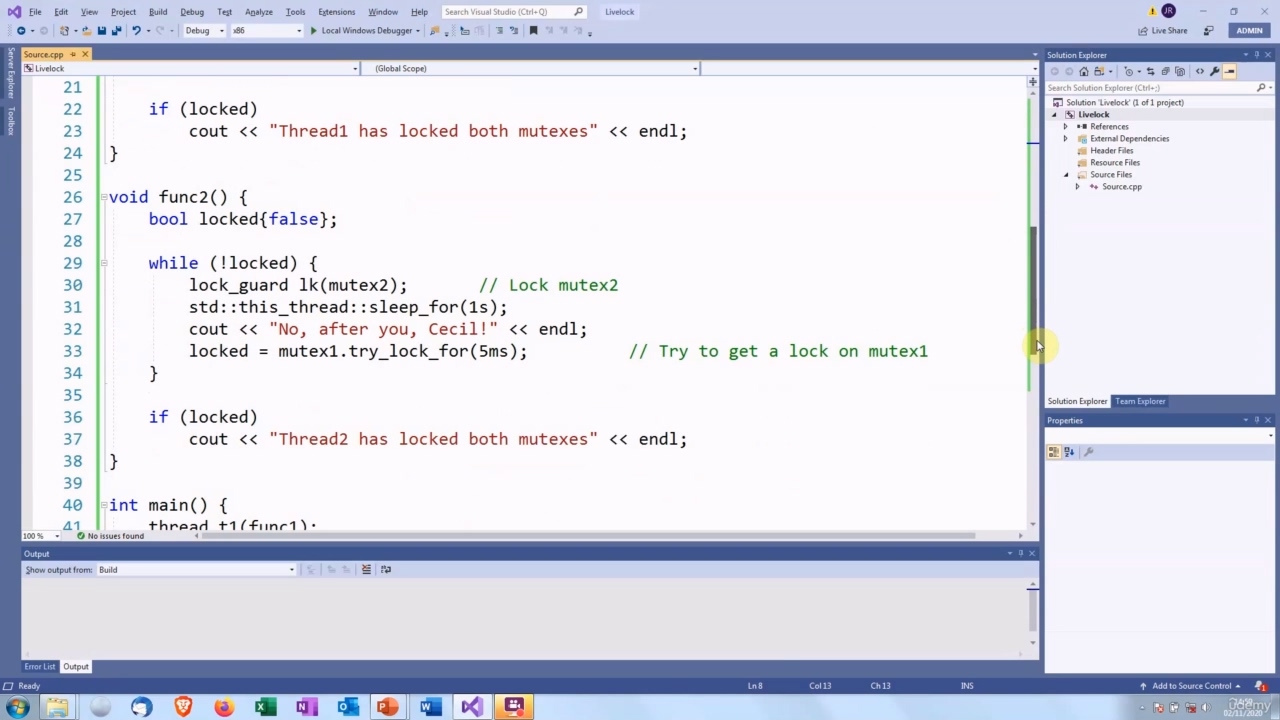 File Edit View Project Build Debug Test Analyze Tools Extensions Window Help Search Visual Studio (Ctrl+Q) Livelock JR
Debug x86 Local Windows Debugger Live Share ADMIN
Server Explorer
Toolbox
Source.cpp
Livelock (Global Scope)
21
22 if (locked)
23 cout << "Thread1 has locked both mutexes" << endl;
24 }
25
26 void func2() {
27 bool locked{false};
28
29 while (!locked) {
30 lock_guard lk(mutex2); // Lock mutex2
31 std::this_thread::sleep_for(1s);
32 cout << "No, after you, Cecil!" << endl;
33 locked = mutex1.try_lock_for(5ms); // Try to get a lock on mutex1
34 }
35
36 if (locked)
37 cout << "Thread2 has locked both mutexes" << endl;
38 }
39
40 int main() {
41 thread t1(func1);
100 % No issues found
Output
Show output from: Build
Error List Output
Solution Explorer
Search Solution Explorer (Ctrl+;)
Solution 'Livelock' (1 of 1 project)
Livelock
References
External Dependencies
Header Files
Resource Files
Source Files
Source.cpp
Solution Explorer Team Explorer
Properties
Ready Ln 8 Col 13 Ch 13 INS Add to Source Control 1
udemy
02/11/2020